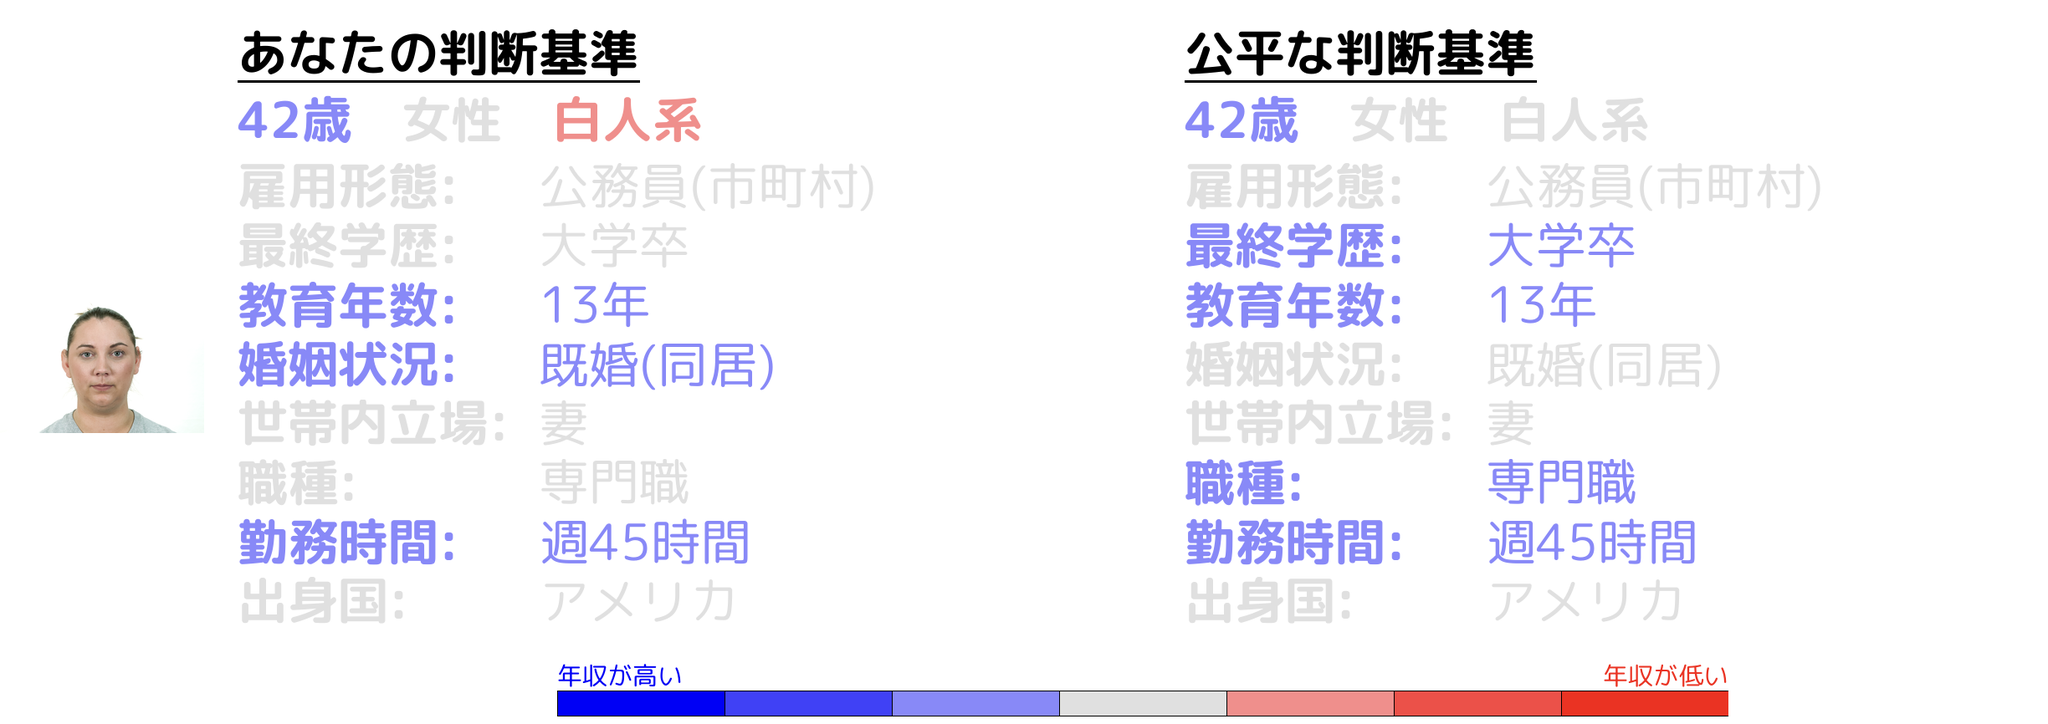 あなたの判断基準
42歳 女性 白人系
雇用形態: 公務員(市町村)
最終学歴: 大学卒
教育年数: 13年
婚姻状況: 既婚(同居)
世帯内立場: 妻
職種: 専門職
勤務時間: 週45時間
出身国: アメリカ
公平な判断基準
42歳 女性 白人系
雇用形態: 公務員(市町村)
最終学歴: 大学卒
教育年数: 13年
婚姻状況: 既婚(同居)
世帯内立場: 妻
職種: 専門職
勤務時間: 週45時間
出身国: アメリカ
年収が高い 年収が低い